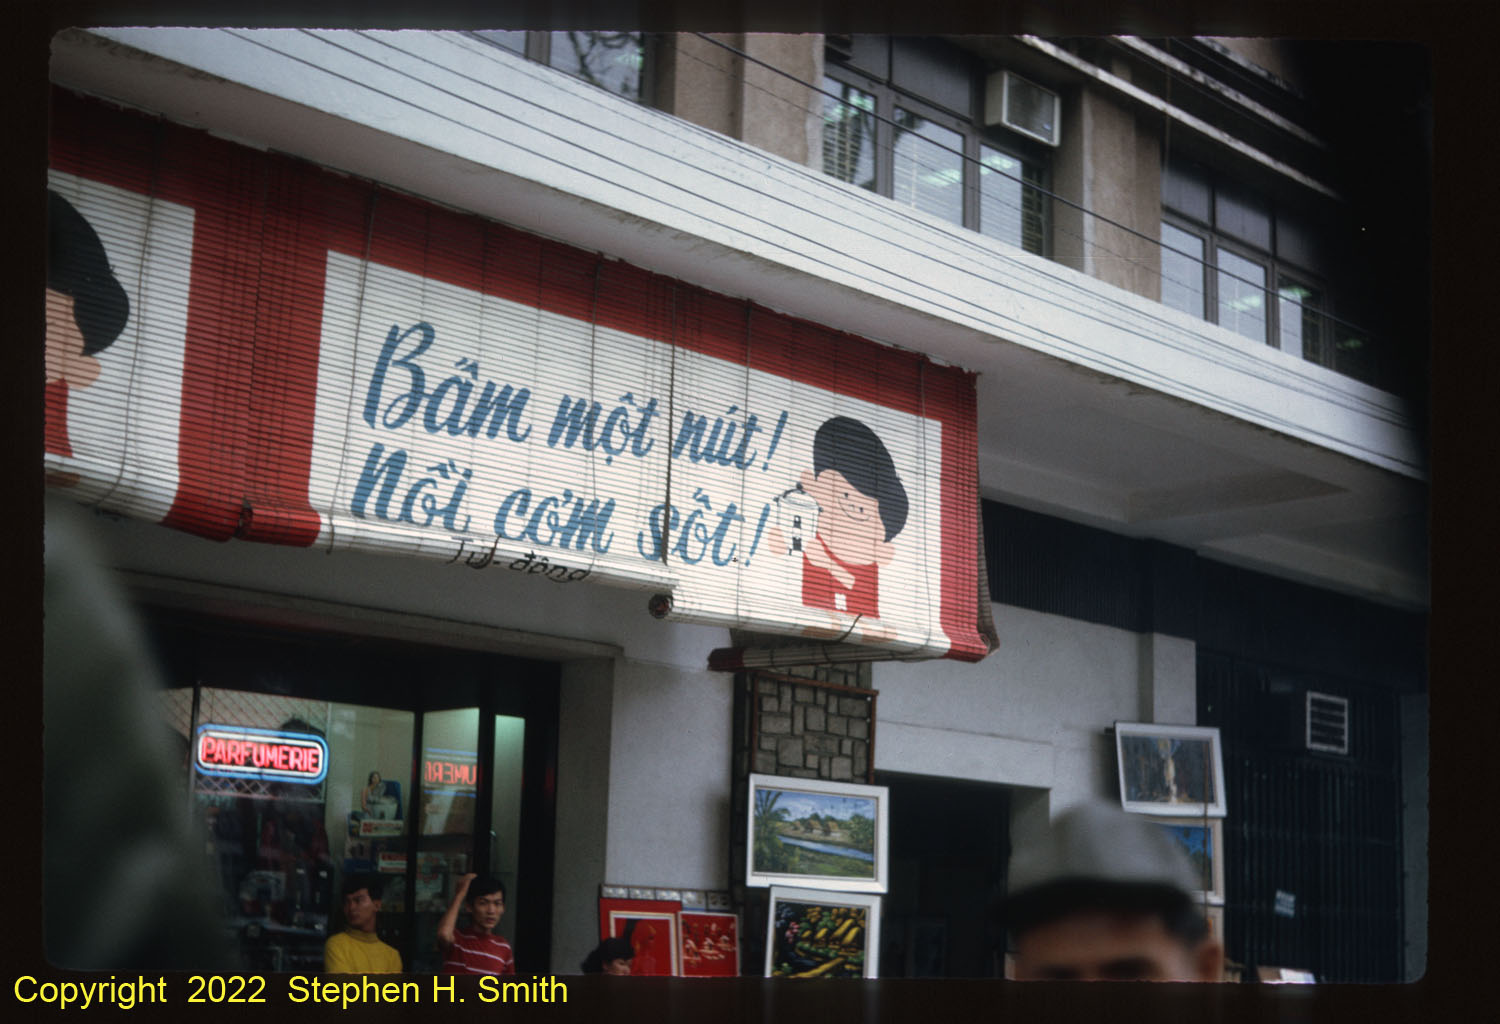 Bấm một nút!
Nồi cơm sốt!
Tự-động
PARFUMERIE
Copyright 2022 Stephen H. Smith